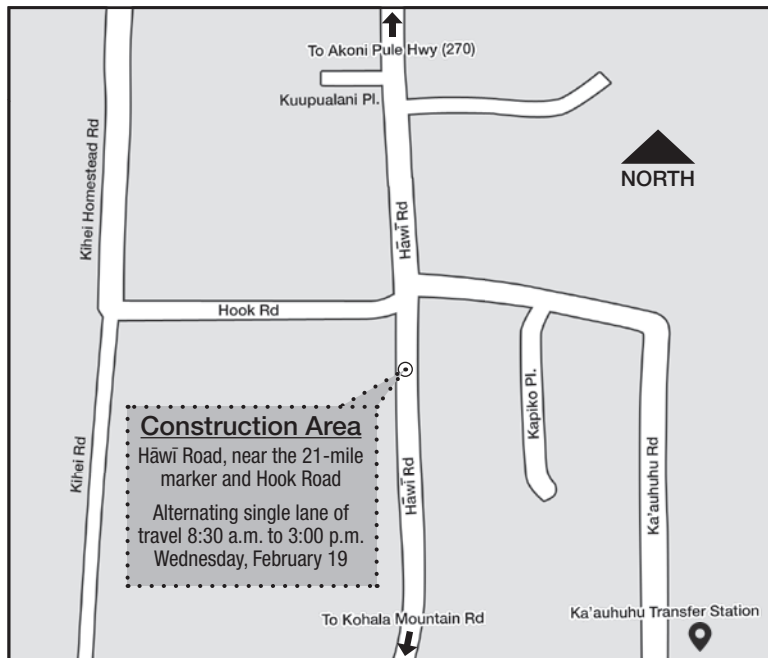 To Akoni Pule Hwy (270)
Kuupualani Pl.
NORTH
Kihei Homestead Rd
Hāwī Rd
Hook Rd
Construction Area
Hāwī Road, near the 21-mile
marker and Hook Road
Alternating single lane of
travel 8:30 a.m. to 3:00 p.m.
Wednesday, February 19
Kihei Rd
Hāwī Rd
Kapiko Pl.
Ka'auhuhu Rd
To Kohala Mountain Rd
Ka'auhuhu Transfer Station